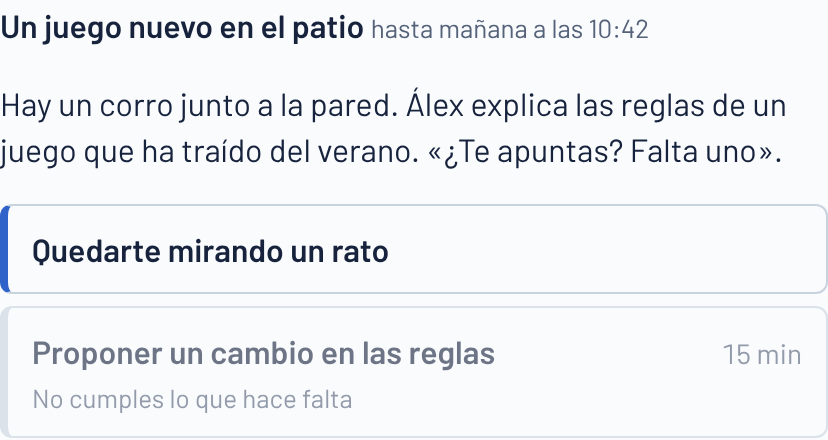 Un juego nuevo en el patio hasta mañana a las 10:42
Hay un corro junto a la pared. Álex explica las reglas de un
juego que ha traído del verano. «¿Te apuntas? Falta uno».
Quedarte mirando un rato
Proponer un cambio en las reglas 15 min
No cumples lo que hace falta